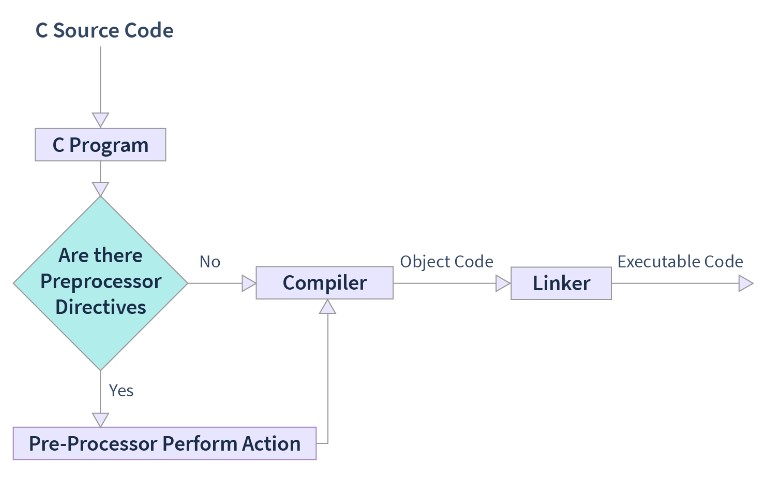 C Source Code
C Program
Are there
Preprocessor
Directives
No
Compiler
Object Code
Linker
Executable Code
Yes
Pre-Processor Perform Action